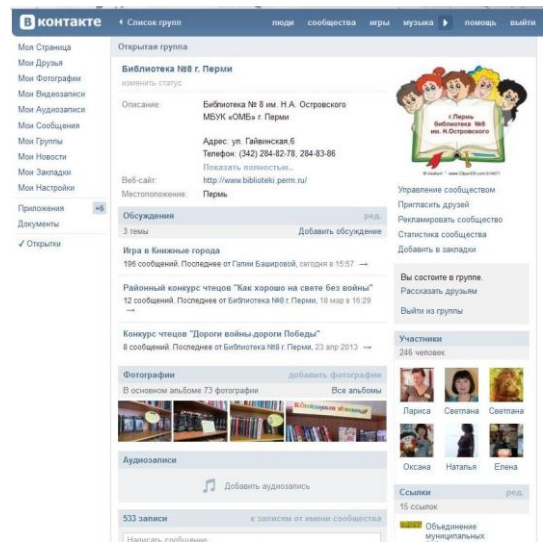 В контакте
Список групп
люди сообщества игры музыка помощь выйти
Моя Страница
Мои Друзья
Мои Фотографии
Мои Видеозаписи
Мои Аудиозаписи
Мои Сообщения
Мои Группы
Мои Новости
Мои Закладки
Мои Настройки
Приложения +6
Документы
✓ Открытки
Открытая группа
Библиотека №8 г. Перми
изменить статус
Описание: Библиотека № 8 им. Н.А. Островского
МБУК «ОМБ» г. Перми
Адрес: ул. Гайвинская,6
Телефон: (342) 284-82-78, 284-83-86
Показать полностью..
Веб-сайт: http://www.biblioteki.perm.ru/
Местоположение: Пермь
Обсуждения ред.
3 темы Добавить обсуждение
Игра в Книжные города
196 сообщений. Последнее от Галии Башировой, сегодня в 15:57 →
Районный конкурс чтецов "Как хорошо на свете без войны"
12 сообщений. Последнее от Библиотека №8 г. Перми, 18 мар в 16:29
→
Конкурс чтецов "Дороги войны-дороги Победы"
8 сообщений. Последнее от Библиотека №8 г. Перми, 23 апр 2013 →
Фотографии добавить фотографии
В основном альбоме 73 фотографии Все альбомы
Аудиозаписи
Добавить аудиозапись
533 записи к записям от имени сообщества
Написать сообщение
г.Пермь
библиотека №8
им. Н.Островского
Управление сообществом
Пригласить друзей
Рекламировать сообщество
Статистика сообщества
Добавить в закладки
Вы состоите в группе.
Рассказать друзьям
Выйти из группы
Участники
246 человек
Лариса Светлана Светлана
Оксана Наталья Елена
Ссылки ред.
15 ссылок
Объединение
муниципальных